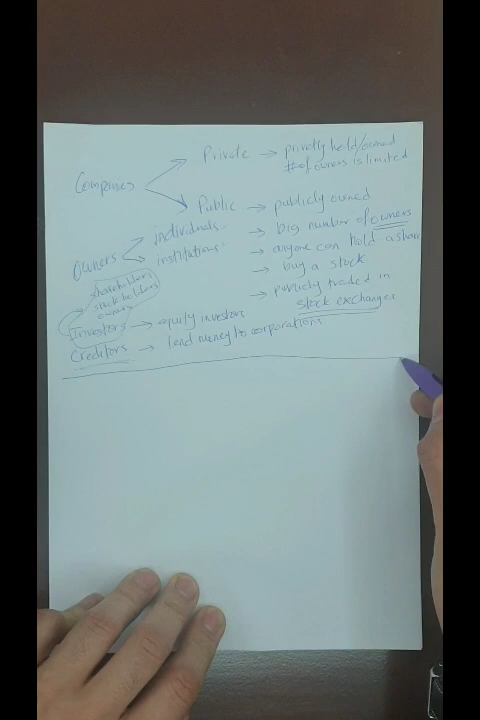 Companies
Private → privatly held/owned
# of owners is limited
Public → publicly owned
→ big number of owners
→ anyone can hold a share
→ buy a stock
→ publicly traded in
stock exchanges
Owners
individuals.
institutions.
shareholders
stockholders
owners
Investors → equity investors
Creditors → lend money to corporations